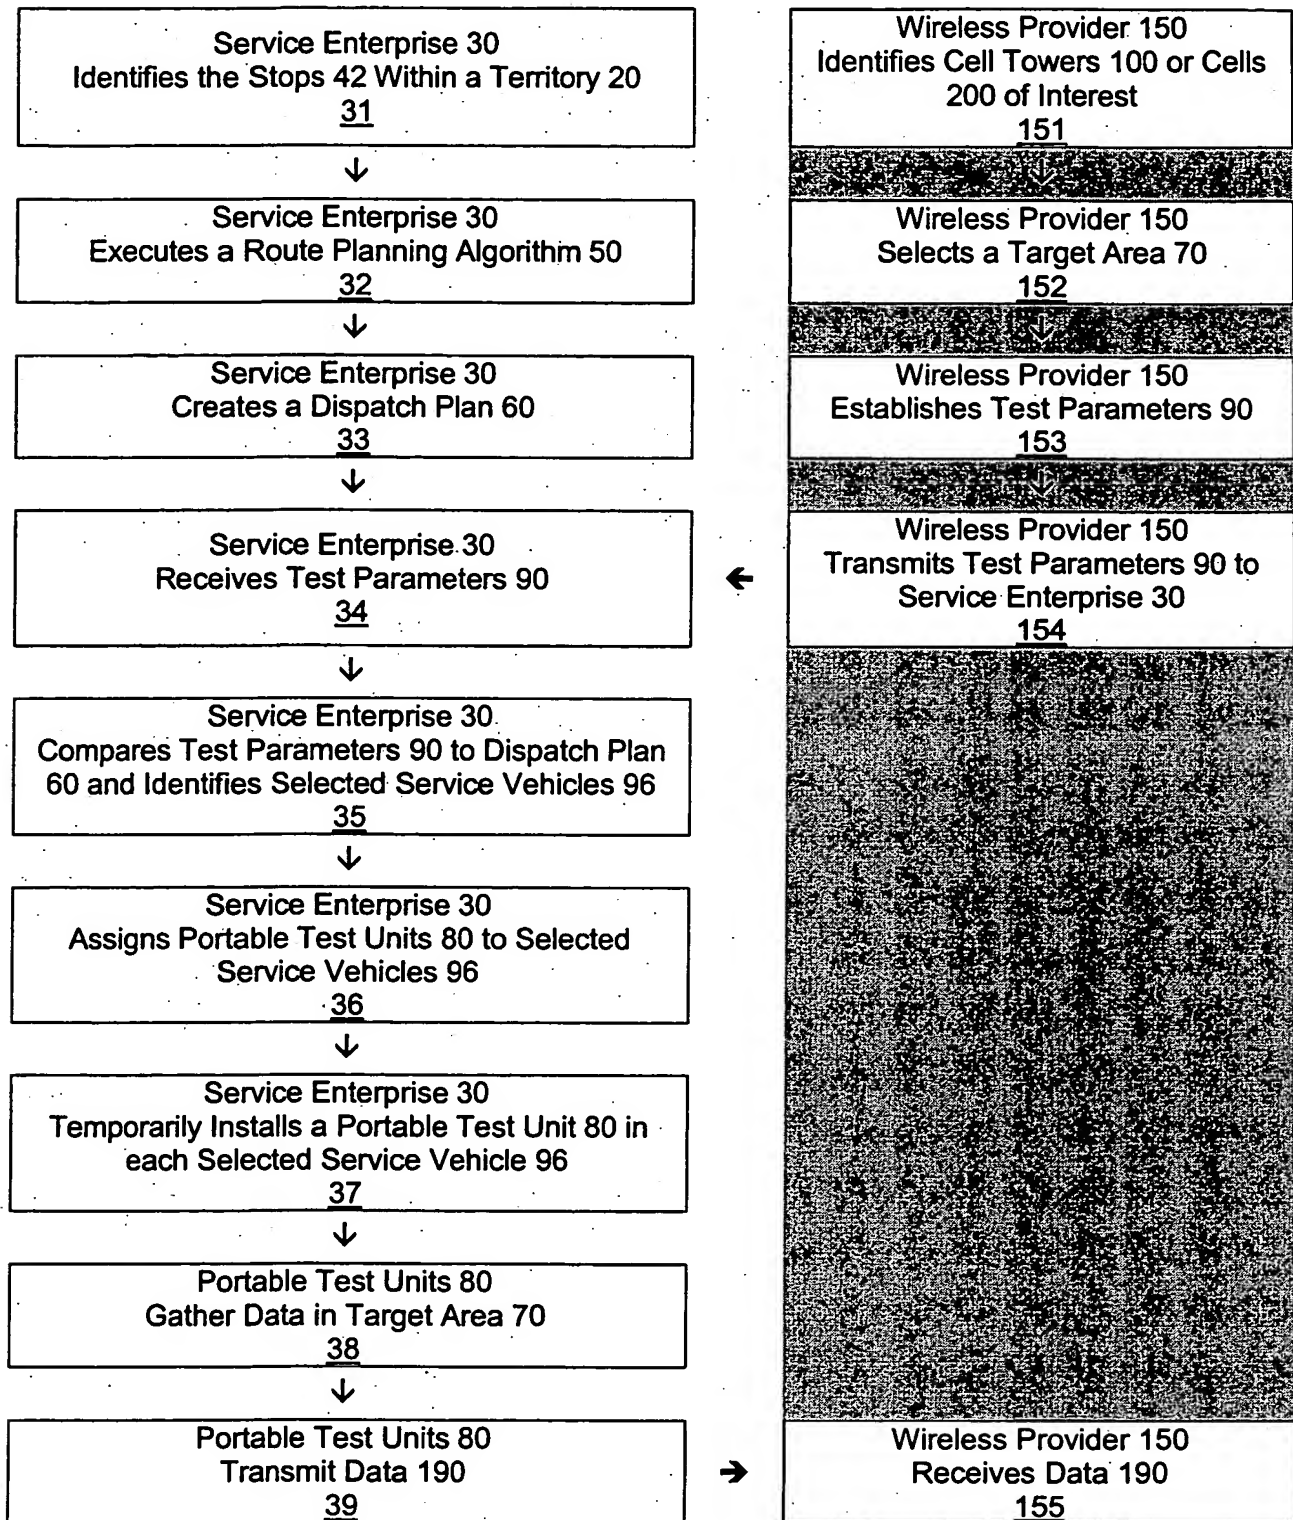 Service Enterprise 30
Identifies the Stops 42 Within a Territory 20
31
Service Enterprise 30
Executes a Route Planning Algorithm 50
32
Service Enterprise 30
Creates a Dispatch Plan 60
33
Service Enterprise 30
Receives Test Parameters 90
34
Service Enterprise 30
Compares Test Parameters 90 to Dispatch Plan
60 and Identifies Selected Service Vehicles 96
35
Service Enterprise 30
Assigns Portable Test Units 80 to Selected
Service Vehicles 96
36
Service Enterprise 30
Temporarily Installs a Portable Test Unit 80 in
each Selected Service Vehicle 96
37
Portable Test Units 80
Gather Data in Target Area 70
38
Portable Test Units 80
Transmit Data 190
39
Wireless Provider 150
Identifies Cell Towers 100 or Cells
200 of Interest
151
Wireless Provider 150
Selects a Target Area 70
152
Wireless Provider 150
Establishes Test Parameters 90
153
Wireless Provider 150
Transmits Test Parameters 90 to
Service Enterprise 30
154
Wireless Provider 150
Receives Data 190
155